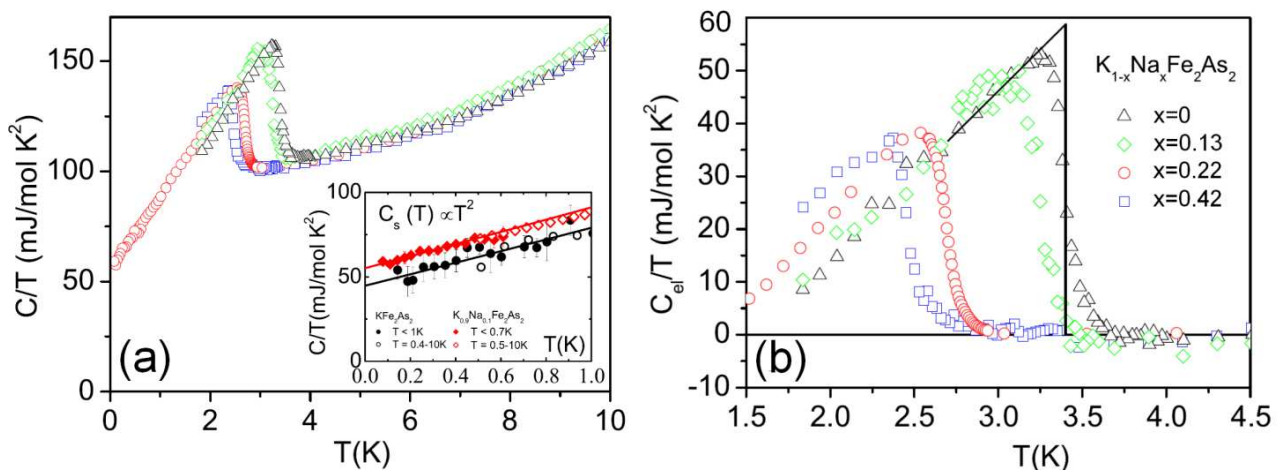 C/T (mJ/mol K²)
150
100
50
0
0
2
4
6
8
10
T(K)
(a)
C/T(mJ/mol K²)
100
50
0
C_s (T) ∝T²
KFe₂As₂
K₀.₉Na₀.₁Fe₂As₂
T < 1K
T < 0.7K
T = 0.4-10K
T = 0.5-10K
T(K)
0.0 0.2 0.4 0.6 0.8 1.0
C_el/T (mJ/mol K²)
60
50
40
30
20
10
0
-10
K₁₋ₓNaₓFe₂As₂
x=0
x=0.13
x=0.22
x=0.42
(b)
1.5 2.0 2.5 3.0 3.5 4.0 4.5
T(K)